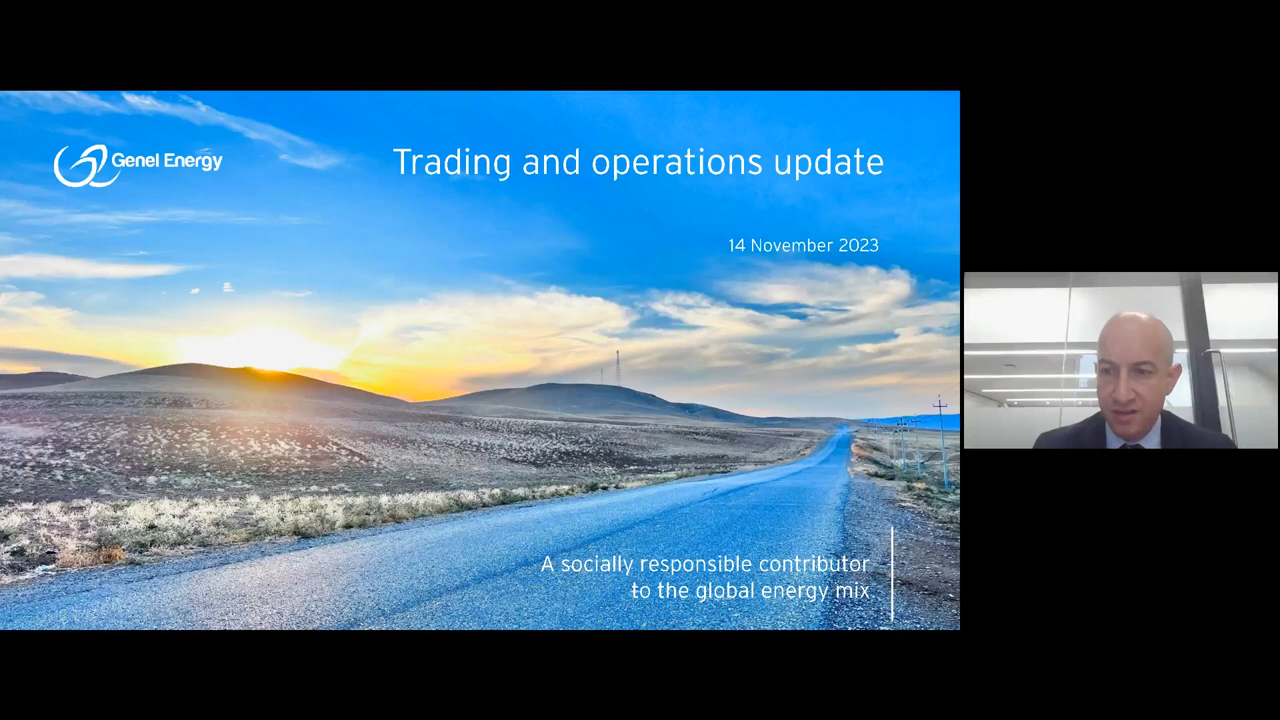 Genel Energy
Trading and operations update
14 November 2023
A socially responsible contributor
to the global energy mix